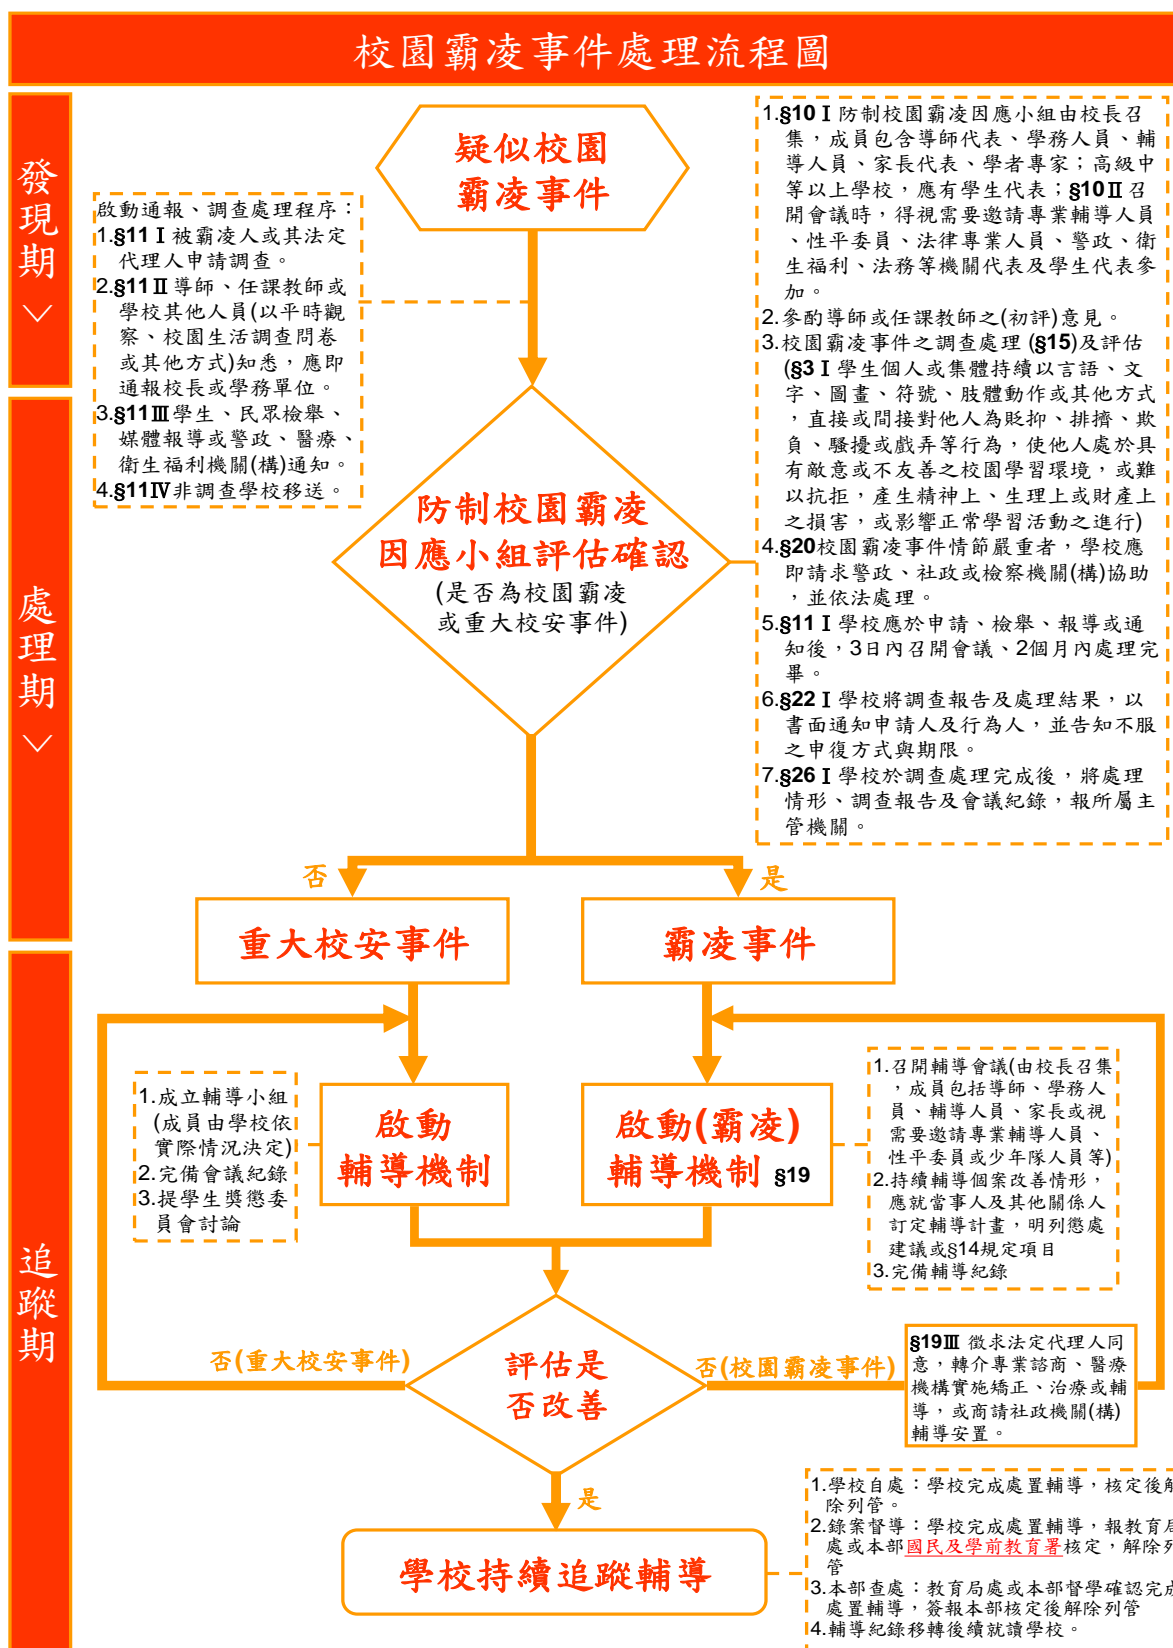 校園霸凌事件處理流程圖
發現期＞
疑似校園
霸凌事件
啟動通報、調查處理程序：
1.§11Ⅰ被霸凌人或其法定
代理人申請調查。
2.§11Ⅱ導師、任課教師或
學校其他人員(以平時觀
察、校園生活調查問卷
或其他方式)知悉，應即
通報校長或學務單位。
3.§11Ⅲ學生、民眾檢舉、
媒體報導或警政、醫療、
衛生福利機關(構)通知。
4.§11Ⅳ非調查學校移送。
1.§10Ⅰ防制校園霸凌因應小組由校長召
集，成員包含導師代表、學務人員、輔
導人員、家長代表、學者專家；高級中
等以上學校，應有學生代表；§10Ⅱ召
開會議時，得視需要邀請專業輔導人員
、性平委員、法律專業人員、警政、衛
生福利、法務等機關代表及學生代表參
加。
2.參酌導師或任課教師之(初評)意見。
3.校園霸凌事件之調查處理 (§15)及評估
(§3Ⅰ學生個人或集體持續以言語、文
字、圖畫、符號、肢體動作或其他方式
，直接或間接對他人為貶抑、排擠、欺
負、騷擾或戲弄等行為，使他人處於具
有敵意或不友善之校園學習環境，或難
以抗拒，產生精神上、生理上或財產上
之損害，或影響正常學習活動之進行)
4.§20校園霸凌事件情節嚴重者，學校應
即請求警政、社政或檢察機關(構)協助
，並依法處理。
5.§11Ⅰ學校應於申請、檢舉、報導或通
知後，3日內召開會議、2個月內處理完
畢。
6.§22Ⅰ學校將調查報告及處理結果，以
書面通知申請人及行為人，並告知不服
之申復方式與期限。
7.§26Ⅰ學校於調查處理完成後，將處理
情形、調查報告及會議紀錄，報所屬主
管機關。
處理期＞
防制校園霸凌
因應小組評估確認
(是否為校園霸凌
或重大校安事件)
否
是
重大校安事件
霸凌事件
追蹤期
1.成立輔導小組
(成員由學校依
實際情況決定)
2.完備會議紀錄
3.提學生獎懲委
員會討論
啟動
輔導機制
啟動(霸凌)
輔導機制 §19
1.召開輔導會議(由校長召集
，成員包括導師、學務人
員、輔導人員、家長或視
需要邀請專業輔導人員、
性平委員或少年隊人員等)
2.持續輔導個案改善情形，
應就當事人及其他關係人
訂定輔導計畫，明列懲處
建議或§14規定項目
3.完備輔導紀錄
否(重大校安事件)
評估是
否改善
否(校園霸凌事件)
§19Ⅲ 徵求法定代理人同
意，轉介專業諮商、醫療
機構實施矯正、治療或輔
導，或商請社政機關(構)
輔導安置。
是
學校持續追蹤輔導
1.學校自處：學校完成處置輔導，核定後解
除列管。
2.錄案督導：學校完成處置輔導，報教育局
處或本部國民及學前教育署核定，解除列
管
3.本部查處：教育局處或本部督學確認完成
處置輔導，簽報本部核定後解除列管
4.輔導紀錄移轉後續就讀學校。